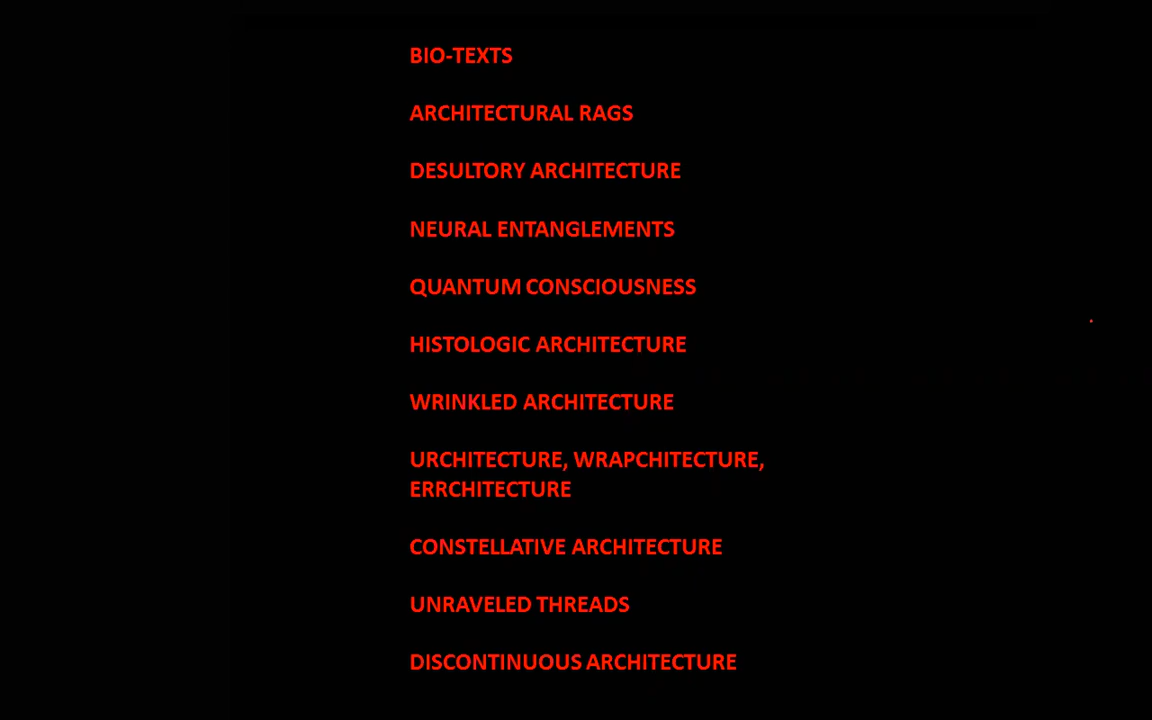 BIO-TEXTS
ARCHITECTURAL RAGS
DESULTORY ARCHITECTURE
NEURAL ENTANGLEMENTS
QUANTUM CONSCIOUSNESS
HISTOLOGIC ARCHITECTURE
WRINKLED ARCHITECTURE
URCHITECTURE, WRAPCHITECTURE,
ERRCHITECTURE
CONSTELLATIVE ARCHITECTURE
UNRAVELED THREADS
DISCONTINUOUS ARCHITECTURE